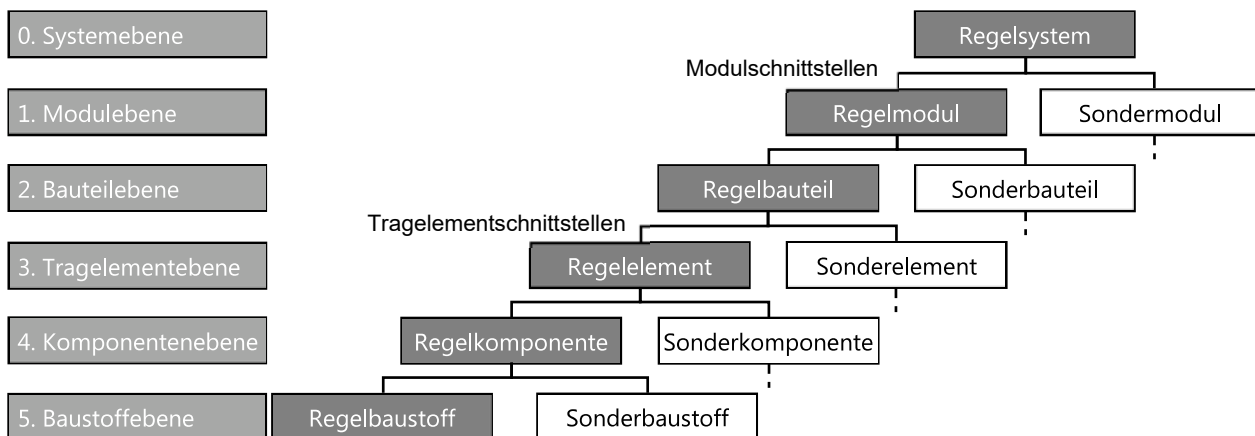 0. Systemebene
Regelsystem
Modulschnittstellen
1. Modulebene
Regelmodul
Sondermodul
2. Bauteilebene
Regelbauteil
Sonderbauteil
Tragelementschnittstellen
3. Tragelementebene
Regelelement
Sonderelement
4. Komponentenebene
Regelkomponente
Sonderkomponente
5. Baustoffebene
Regelbaustoff
Sonderbaustoff